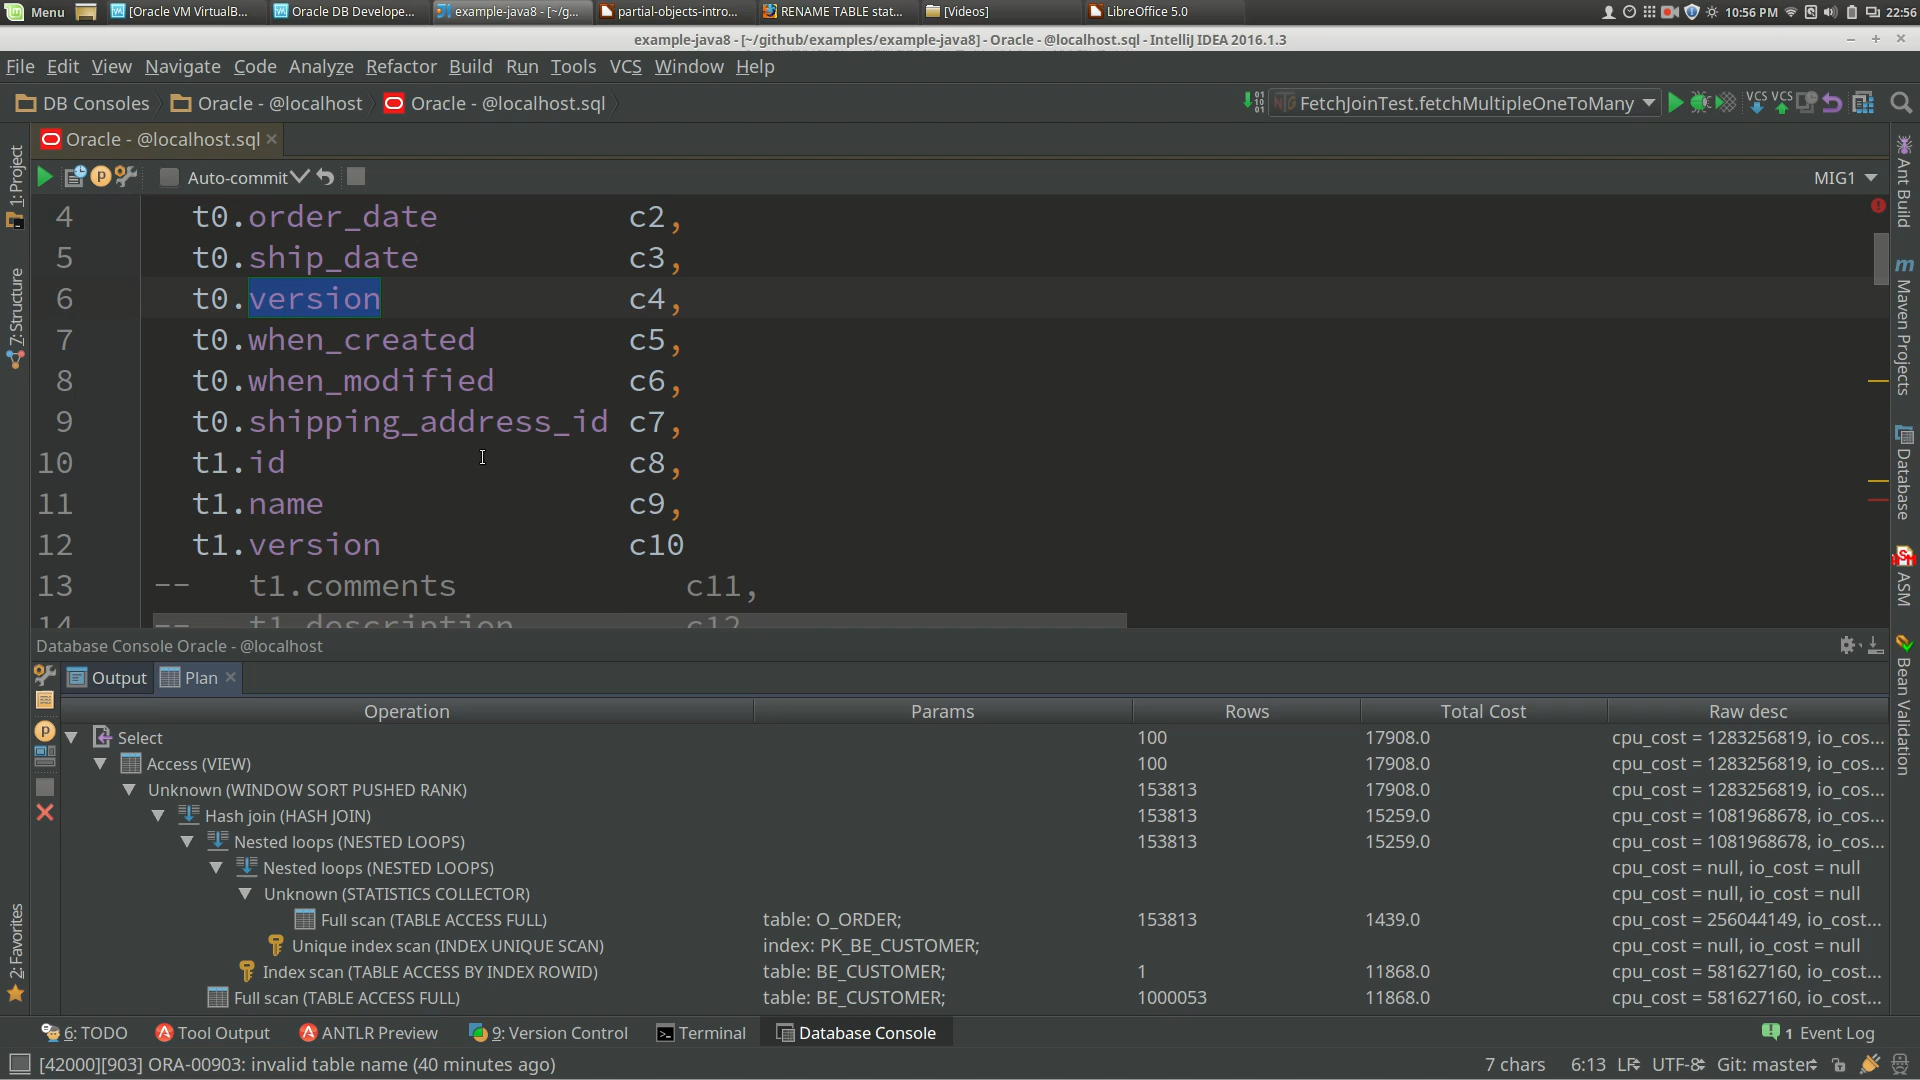 Menu [Oracle VM VirtualB... Oracle DB Develope... example-java8 - [~/g... partial-objects-intro... RENAME TABLE stat... [Videos] LibreOffice 5.0 10:56 PM 22:56
example-java8 - [~/github/examples/example-java8] - Oracle - @localhost.sql - IntelliJ IDEA 2016.1.3
File Edit View Navigate Code Analyze Refactor Build Run Tools VCS Window Help
DB Consoles Oracle - @localhost Oracle - @localhost.sql FetchJoinTest.fetchMultipleOneToMany VCS VCS
Oracle - @localhost.sql
Auto-commit MIG1
4 t0.order_date c2,
5 t0.ship_date c3,
6 t0.version c4,
7 t0.when_created c5,
8 t0.when_modified c6,
9 t0.shipping_address_id c7,
10 t1.id c8,
11 t1.name c9,
12 t1.version c10
13 -- t1.comments c11,
14 -- t1.description c12
Database Console Oracle - @localhost
Output Plan
Operation Params Rows Total Cost Raw desc
Select 100 17908.0 cpu_cost = 1283256819, io_cos...
Access (VIEW) 100 17908.0 cpu_cost = 1283256819, io_cos...
Unknown (WINDOW SORT PUSHED RANK) 153813 17908.0 cpu_cost = 1283256819, io_cos...
Hash join (HASH JOIN) 153813 15259.0 cpu_cost = 1081968678, io_cos...
Nested loops (NESTED LOOPS) 153813 15259.0 cpu_cost = 1081968678, io_cos...
Nested loops (NESTED LOOPS) cpu_cost = null, io_cost = null
Unknown (STATISTICS COLLECTOR) cpu_cost = null, io_cost = null
Full scan (TABLE ACCESS FULL) table: O_ORDER; 153813 1439.0 cpu_cost = 256044149, io_cost...
Unique index scan (INDEX UNIQUE SCAN) index: PK_BE_CUSTOMER; cpu_cost = null, io_cost = null
Index scan (TABLE ACCESS BY INDEX ROWID) table: BE_CUSTOMER; 1 11868.0 cpu_cost = 581627160, io_cost...
Full scan (TABLE ACCESS FULL) table: BE_CUSTOMER; 1000053 11868.0 cpu_cost = 581627160, io_cost...
6: TODO Tool Output ANTLR Preview 9: Version Control Terminal Database Console 1 Event Log
[42000][903] ORA-00903: invalid table name (40 minutes ago) 7 chars 6:13 LF UTF-8 Git: master
1: Project
7: Structure
2: Favorites
Ant Build
Maven Projects
Database
ASM
Bean Validation